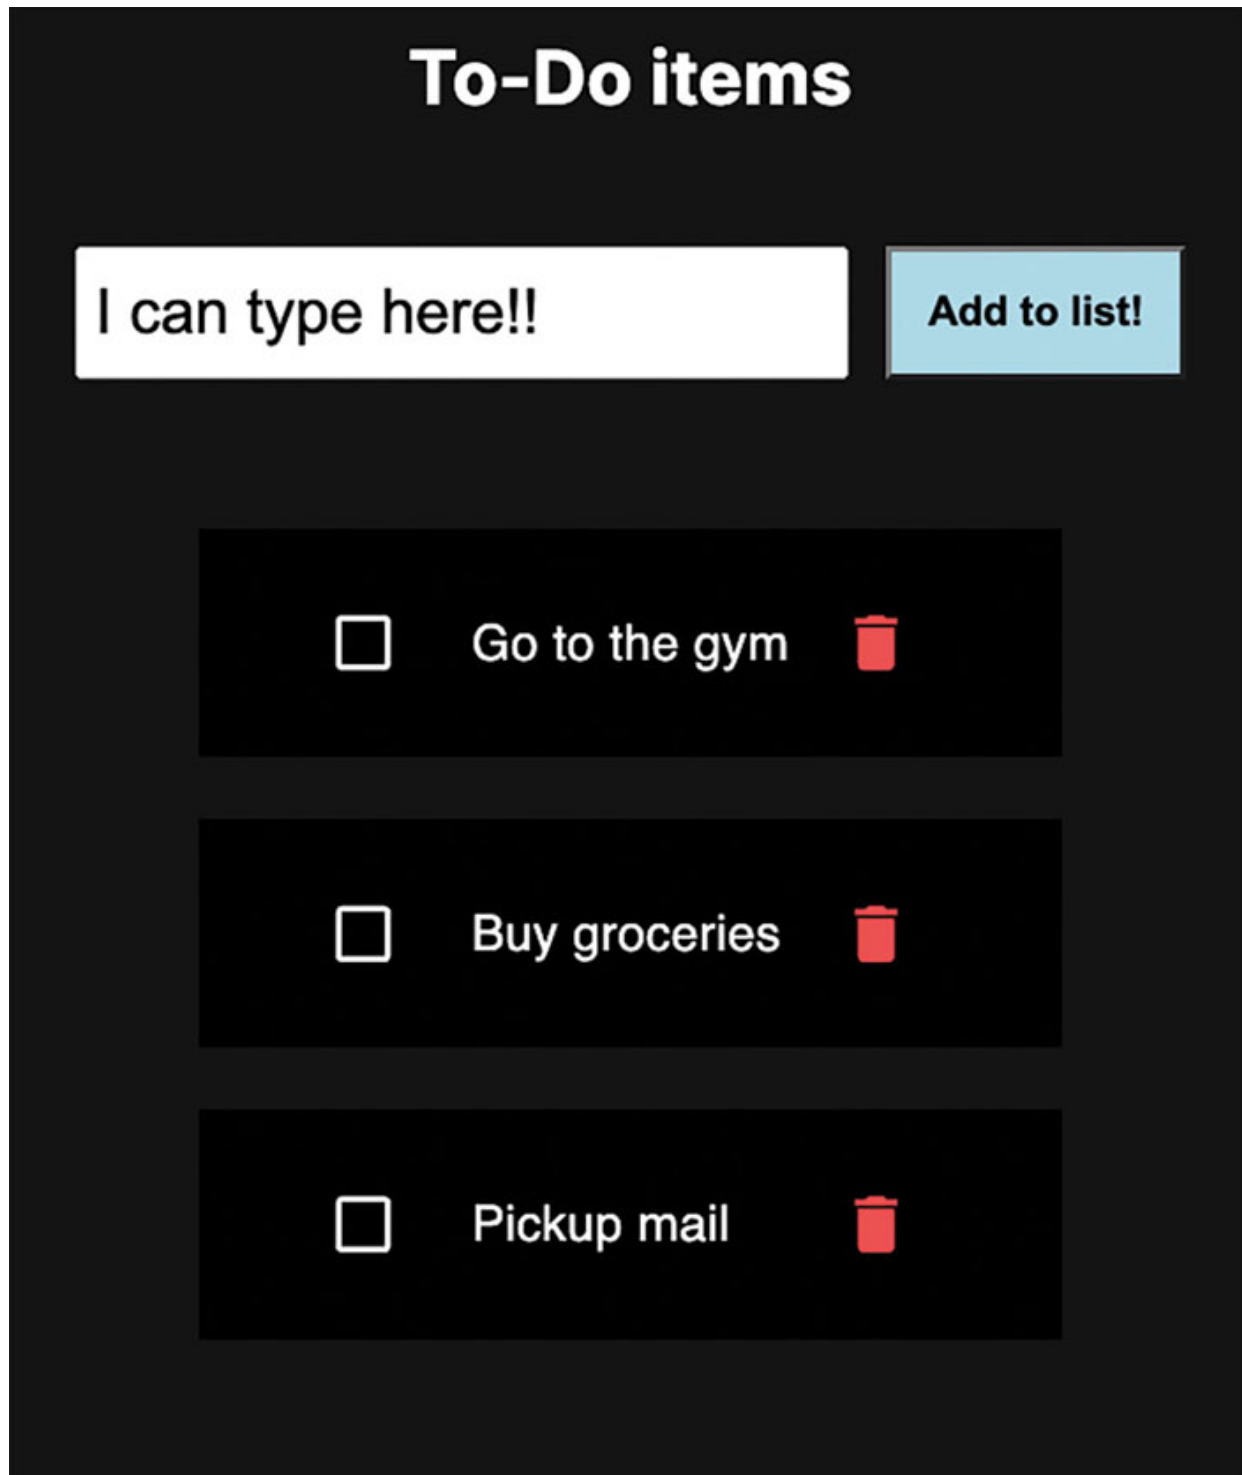 To-Do items
I can type here!!
Add to list!
Go to the gym
Buy groceries
Pickup mail